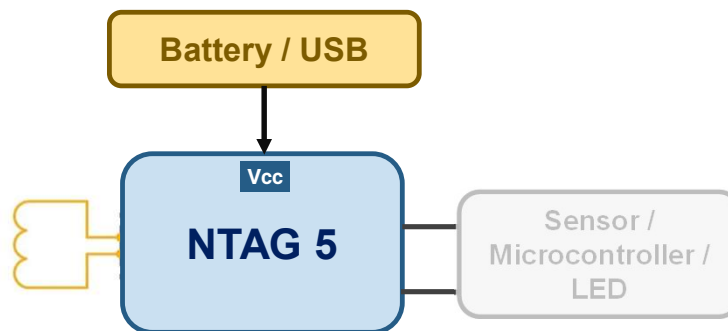 Battery / USB
Vcc
NTAG 5
Sensor /
Microcontroller /
LED